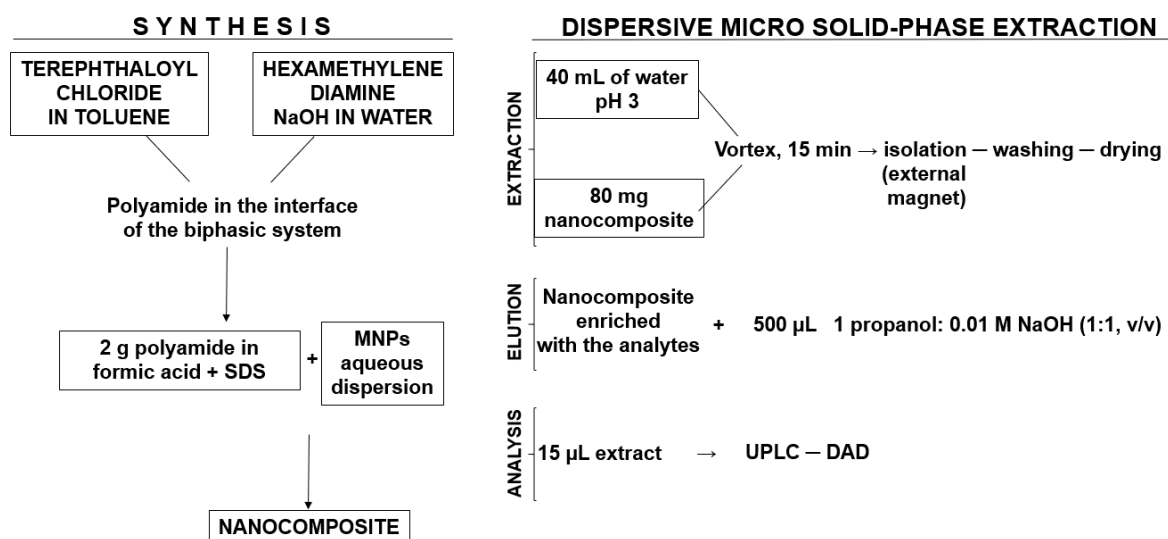 S Y N T H E S I S
TEREPHTHALOYL
CHLORIDE
IN TOLUENE
HEXAMETHYLENE
DIAMINE
NaOH IN WATER
Polyamide in the interface
of the biphasic system
2 g polyamide in
formic acid + SDS
+
MNPs
aqueous
dispersion
NANOCOMPOSITE
DISPERSIVE MICRO SOLID-PHASE EXTRACTION
EXTRACTION
40 mL of water
pH 3
80 mg
nanocomposite
Vortex, 15 min → isolation — washing — drying
(external
magnet)
ELUTION
Nanocomposite
enriched
with the analytes
+ 500 µL 1 propanol: 0.01 M NaOH (1:1, v/v)
ANALYSIS
15 µL extract → UPLC — DAD